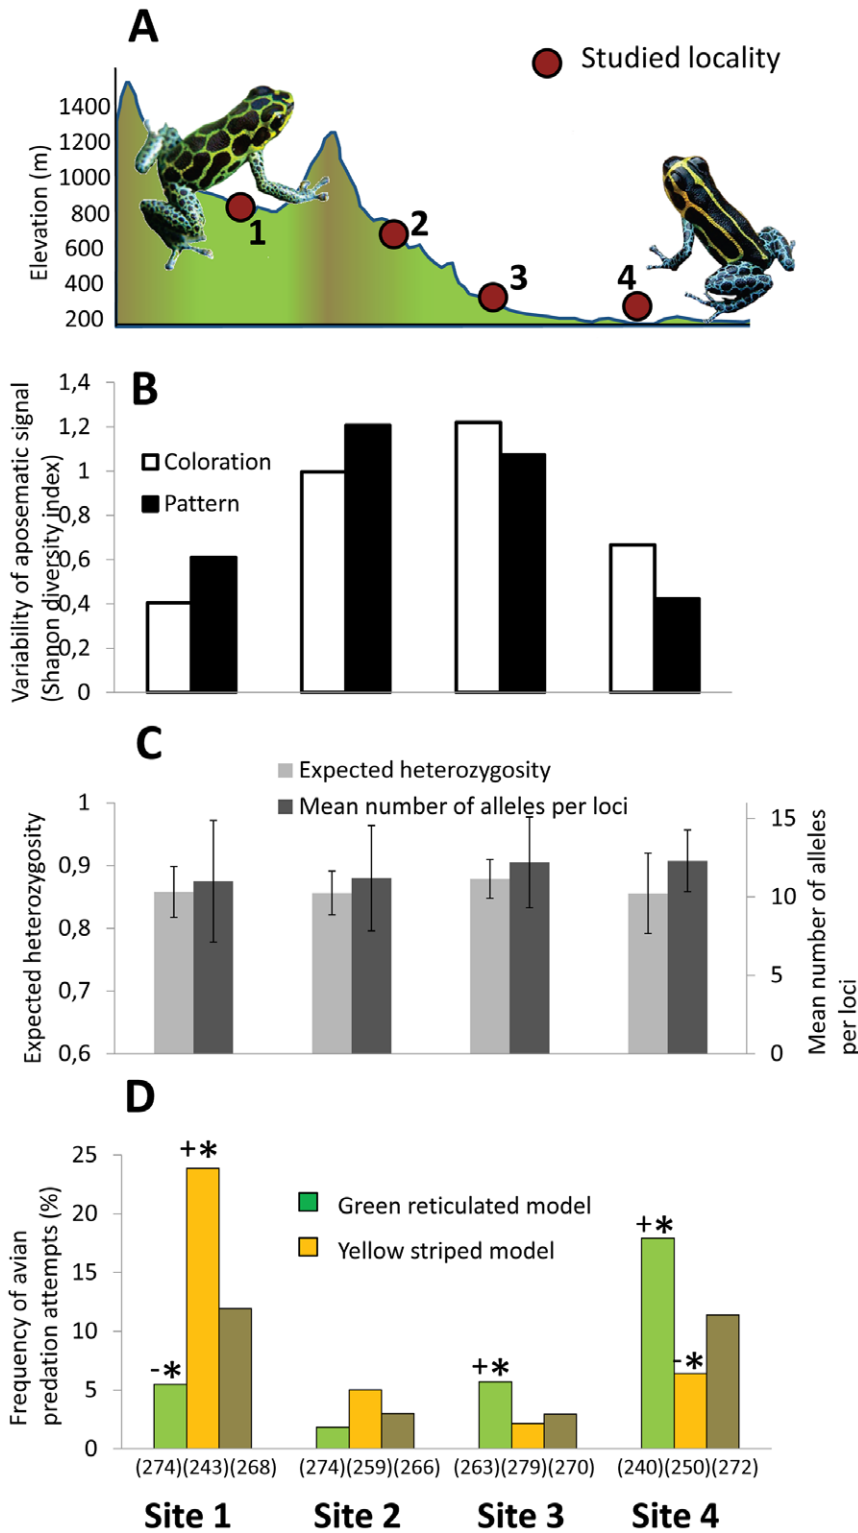 A
Studied locality
Elevation (m)
1400
1200
1000
800
600
400
200
1
2
3
4
B
Variability of aposematic signal
(Shanon diversity index)
1,4
1,2
1
0,8
0,6
0,4
0,2
0
Coloration
Pattern
C
Expected heterozygosity
Mean number of alleles per loci
Expected heterozygosity
1
0,9
0,8
0,7
0,6
15
10
5
0
Mean number of alleles
per loci
D
Frequency of avian
predation attempts (%)
25
20
15
10
5
0
Green reticulated model
Yellow striped model
-*
+*
+*
+*
-*
(274)(243)(268) (274)(259)(266) (263)(279)(270) (240)(250)(272)
Site 1 Site 2 Site 3 Site 4